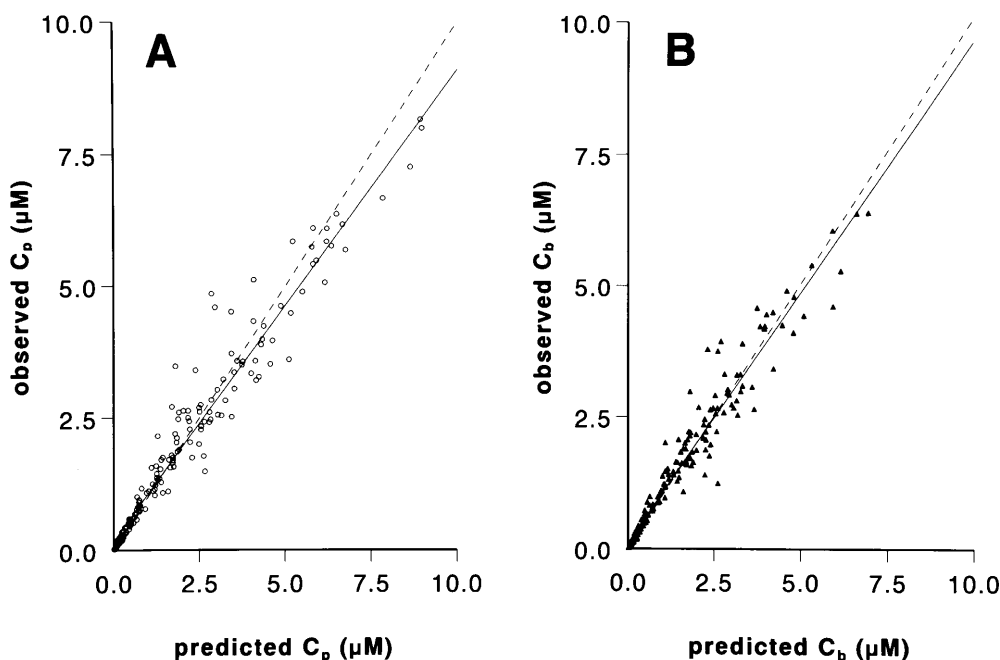 A
10.0
7.5
5.0
2.5
0.0
observed Cp (µM)
0.0 2.5 5.0 7.5 10.0
predicted Cp (µM)
B
10.0
7.5
5.0
2.5
0.0
observed Cb (µM)
0.0 2.5 5.0 7.5 10.0
predicted Cb (µM)